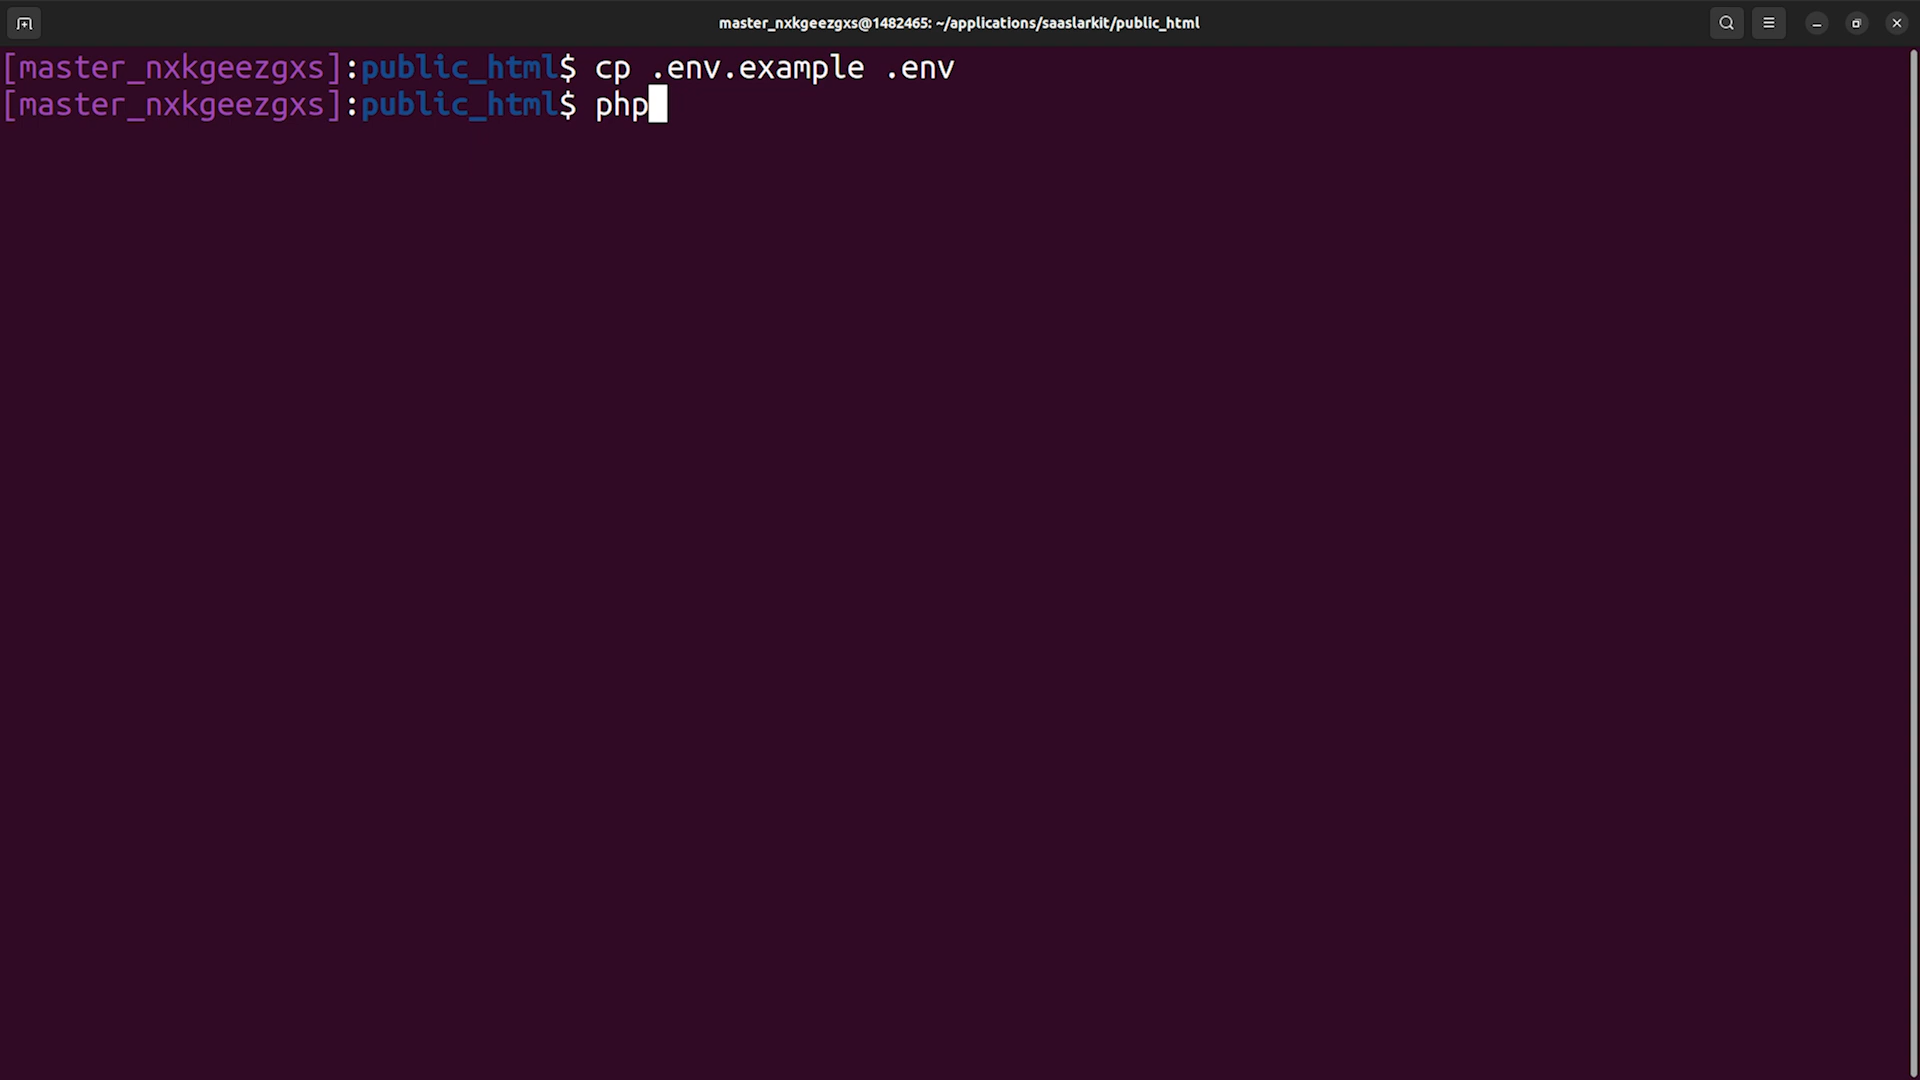 master_nxkgeezgxs@1482465: ~/applications/saaslarkit/public_html
[master_nxkgeezgxs]:public_html$ cp .env.example .env
[master_nxkgeezgxs]:public_html$ php